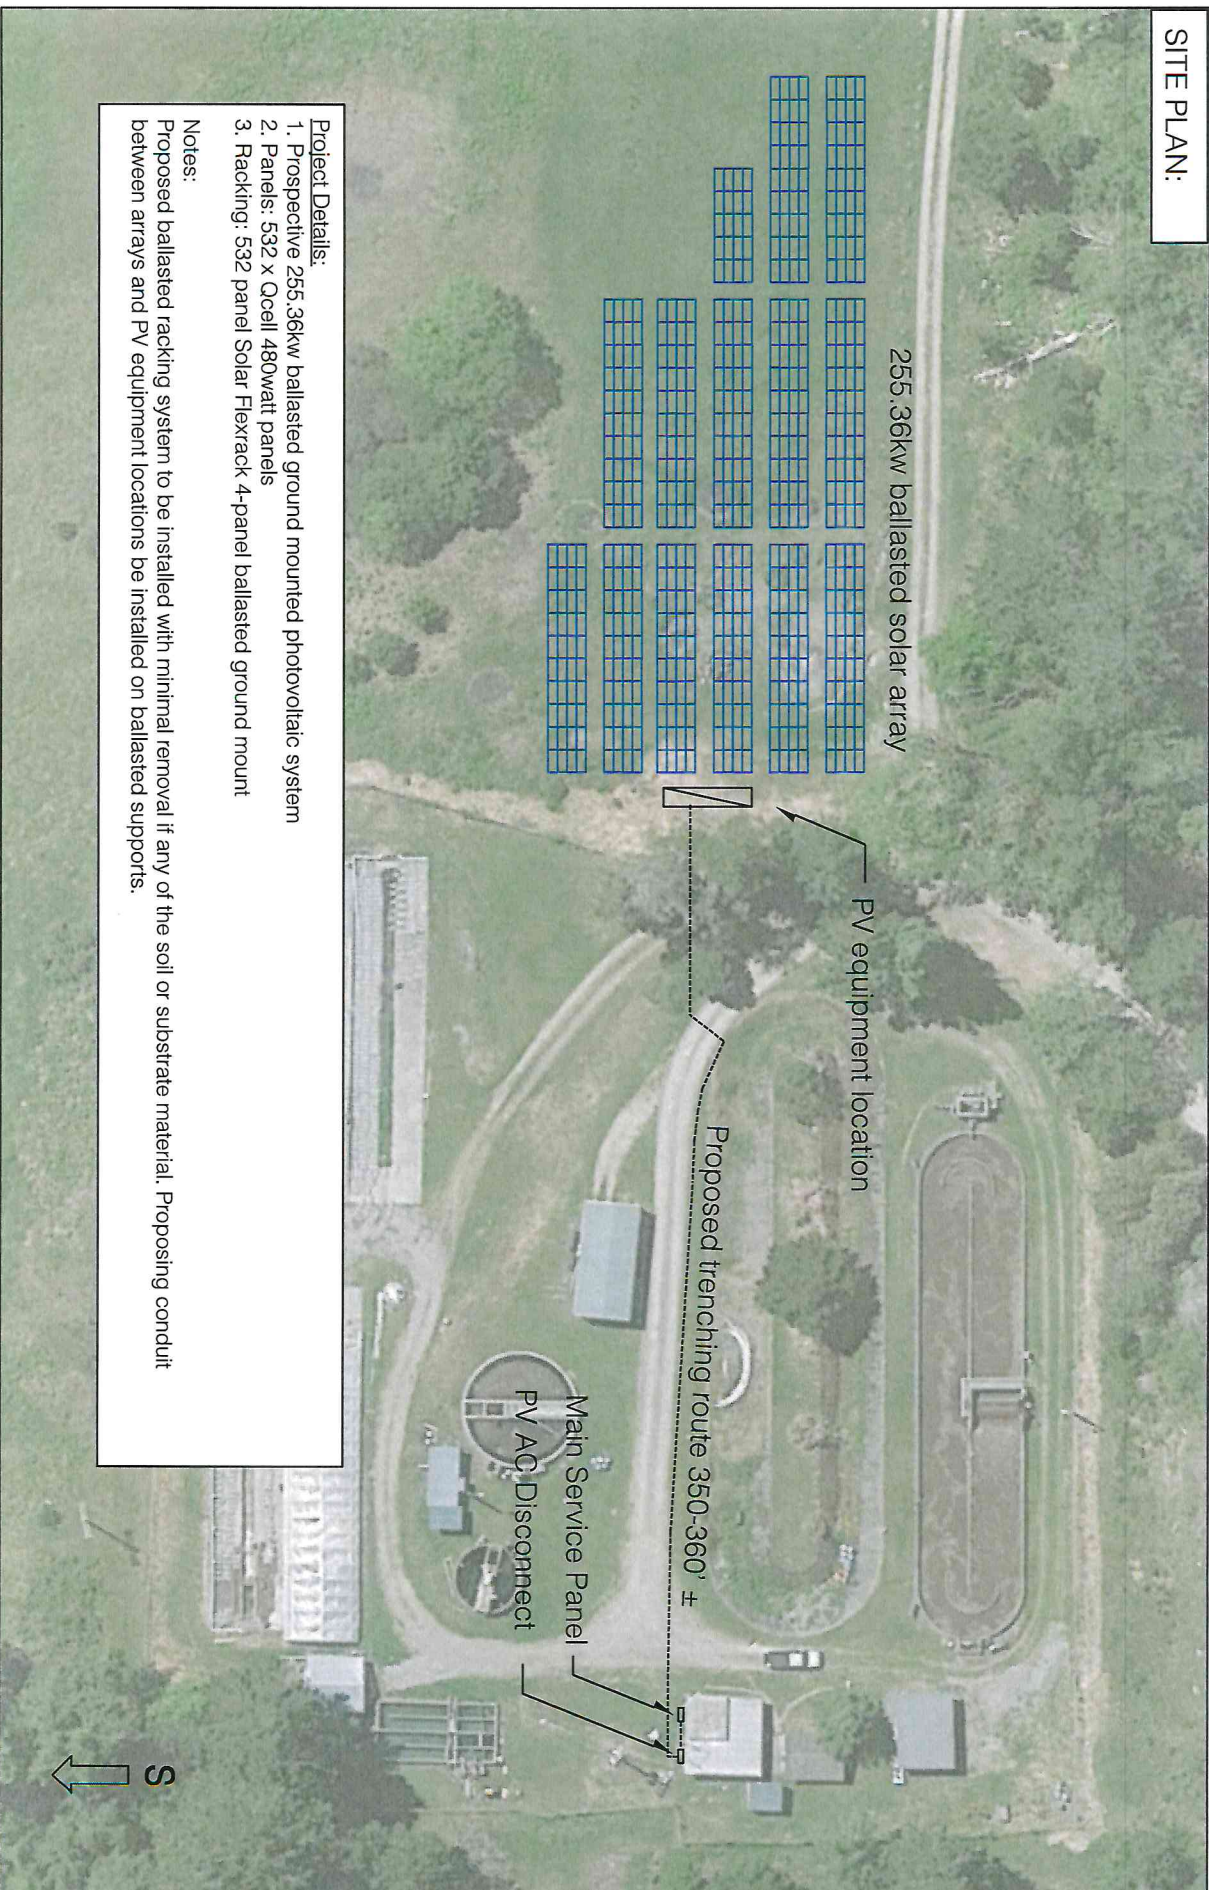 SITE PLAN:
255.36kw ballasted solar array
PV equipment location
Proposed trenching route 350-360' ±
Main Service Panel
PV AC Disconnect
Project Details:
1. Prospective 255.36kw ballasted ground mounted photovoltaic system
2. Panels: 532 x Qcell 480watt panels
3. Racking: 532 panel Solar Flexrack 4-panel ballasted ground mount
Notes:
Proposed ballasted racking system to be installed with minimal removal if any of the soil or substrate material. Proposing conduit
between arrays and PV equipment locations be installed on ballasted supports.
S